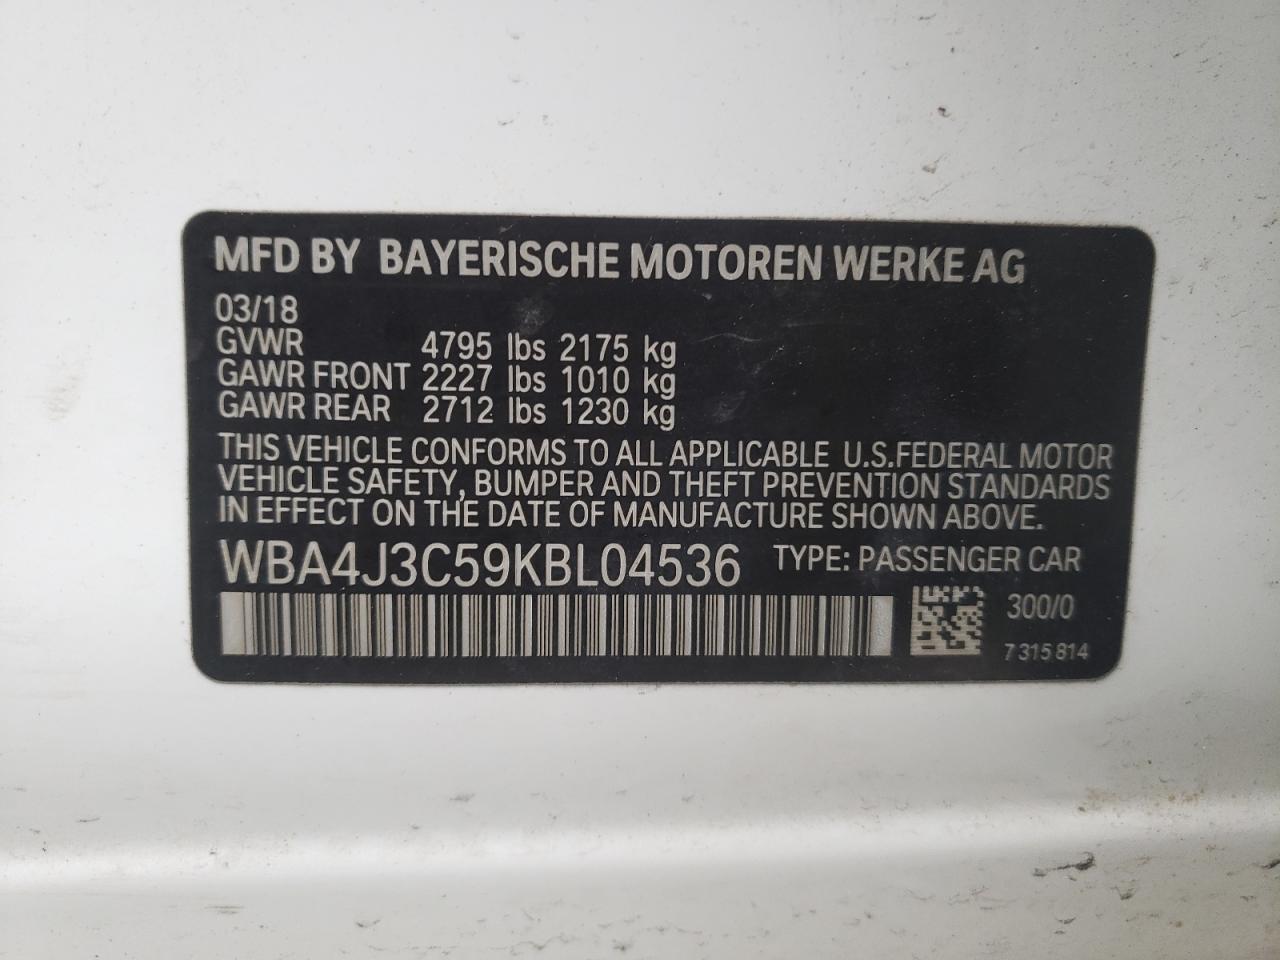 MFD BY BAYERISCHE MOTOREN WERKE AG
03/18
GVWR 4795 lbs 2175 kg
GAWR FRONT 2227 lbs 1010 kg
GAWR REAR 2712 lbs 1230 kg
THIS VEHICLE CONFORMS TO ALL APPLICABLE U.S.FEDERAL MOTOR
VEHICLE SAFETY, BUMPER AND THEFT PREVENTION STANDARDS
IN EFFECT ON THE DATE OF MANUFACTURE SHOWN ABOVE.
WBA4J3C59KBL04536 TYPE: PASSENGER CAR
300/0
7 315 814